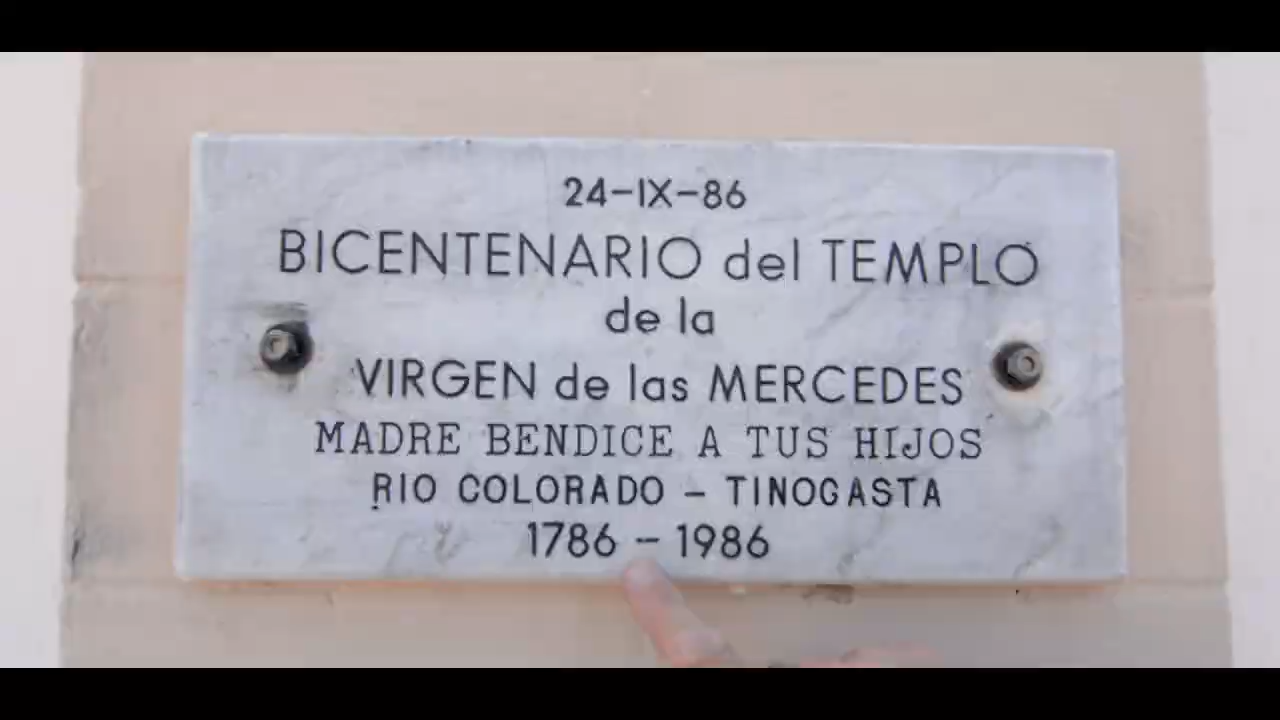 24-IX-86
BICENTENARIO del TEMPLO
de la
VIRGEN de las MERCEDES
MADRE BENDICE A TUS HIJOS
RIO COLORADO - TINOGASTA
1786 - 1986